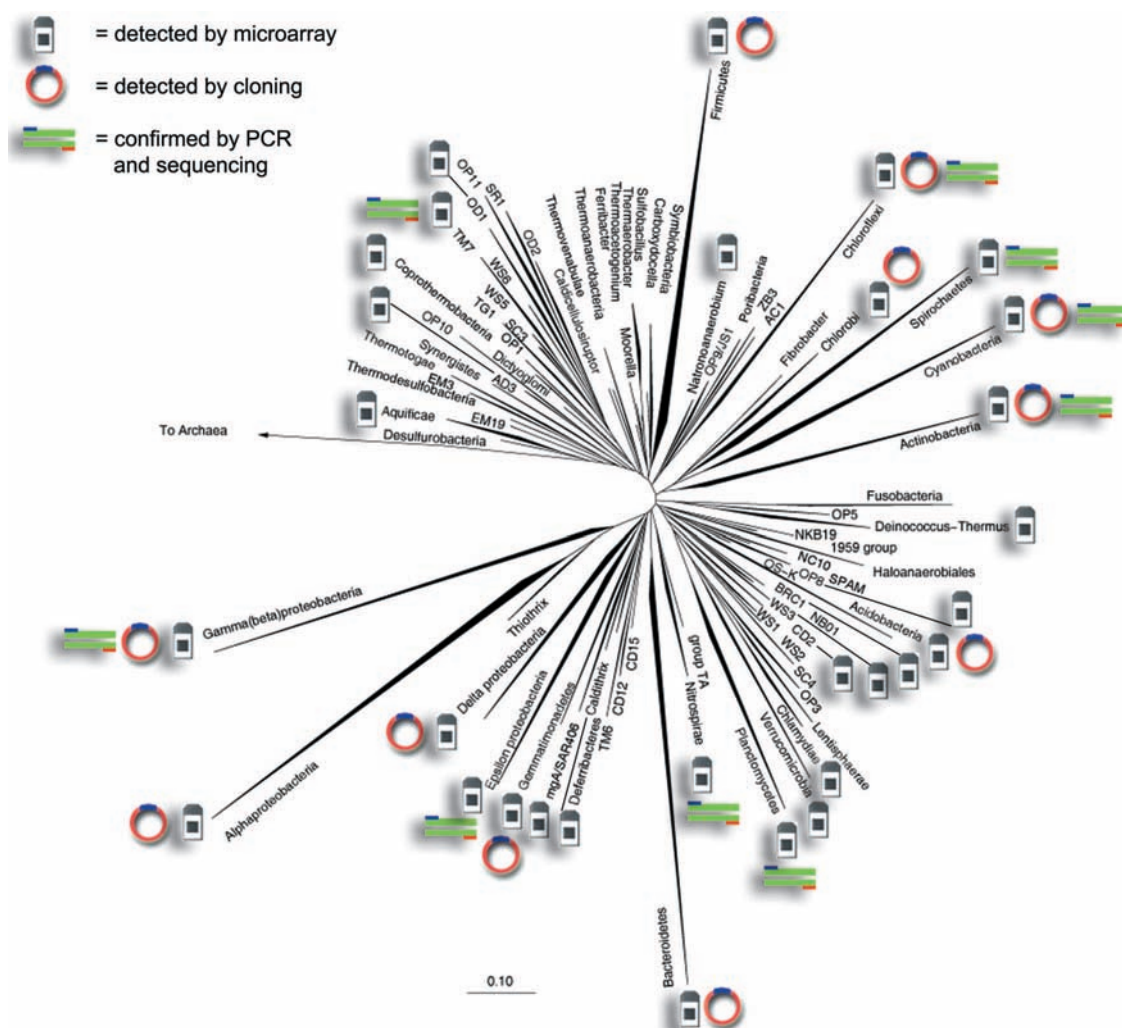 = detected by microarray
= detected by cloning
= confirmed by PCR
and sequencing
Firmicutes
OP11
SR1
OD1
OD2
TM7
WS6
WS5
TG1
SC3
OP1
Coprothermobacteria
OP10
Dictyoglomi
Synergistes
AD3
Thermotogae
EM3
Thermodesulfobacteria
EM19
Aquificae
Desulfurobacteria
To Archaea
Thermovenabulae
Caldicellulosiruptor
Thermoanaerobacteria
Ferribacter
Thermoacetogenium
Thermaerobacter
Sulfobacillus
Carboxydocella
Symbiobacteria
Moorella
Natronoanaerobium
OP9/JS1
Poribacteria
ZB3
AC1
Chloroflexi
Fibrobacter
Chlorobi
Spirochaetes
Cyanobacteria
Actinobacteria
Fusobacteria
OP5
Deinococcus-Thermus
NKB19
1959 group
Haloanaerobiales
NC10
SPAM
OP8
OS-K
Acidobacteria
BRC1
NB01
WS3
CD2
WS1
WS2
SC4
OP3
Lentisphaerae
Chlamydiae
Verrucomicrobia
Planctomycetes
group TA
Nitrospirae
Bacteroidetes
CD15
CD12
TM6
Caldithrix
Deferribacteres
mgA/SAR406
Gemmatimonadetes
Epsilon proteobacteria
Delta proteobacteria
Thiothrix
Alphaproteobacteria
Gamma(beta)proteobacteria
0.10